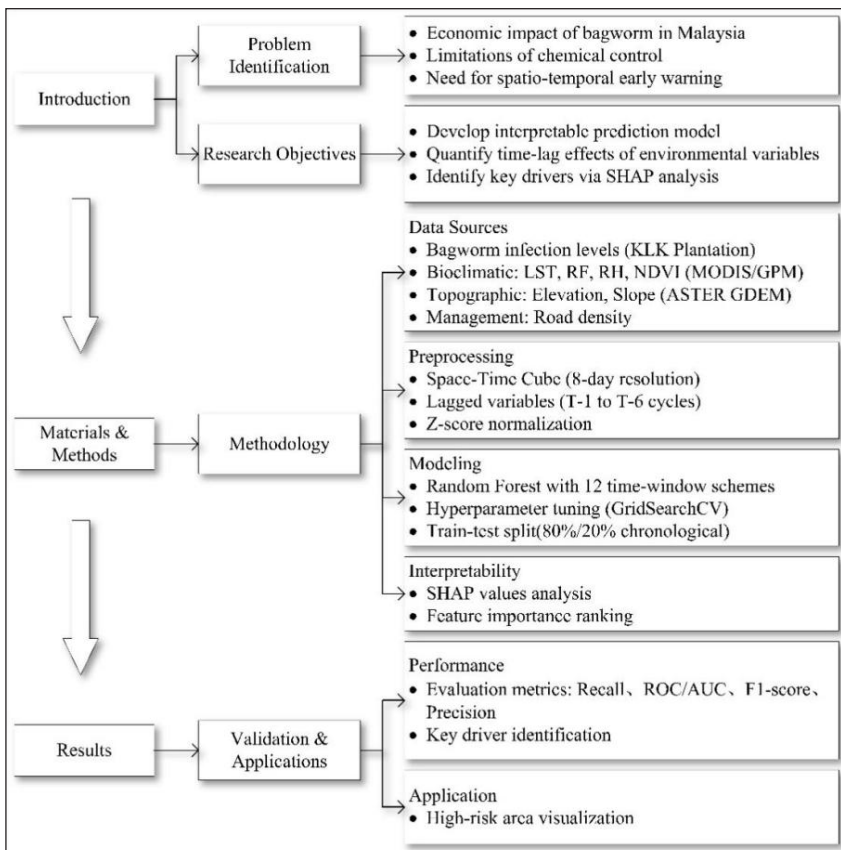 Introduction
Problem
Identification
• Economic impact of bagworm in Malaysia
• Limitations of chemical control
• Need for spatio-temporal early warning
Research Objectives
• Develop interpretable prediction model
• Quantify time-lag effects of environmental variables
• Identify key drivers via SHAP analysis
Materials &
Methods
Methodology
Data Sources
• Bagworm infection levels (KLK Plantation)
• Bioclimatic: LST, RF, RH, NDVI (MODIS/GPM)
• Topographic: Elevation, Slope (ASTER GDEM)
• Management: Road density
Preprocessing
• Space-Time Cube (8-day resolution)
• Lagged variables (T-1 to T-6 cycles)
• Z-score normalization
Modeling
• Random Forest with 12 time-window schemes
• Hyperparameter tuning (GridSearchCV)
• Train-test split(80%/20% chronological)
Interpretability
• SHAP values analysis
• Feature importance ranking
Results
Validation &
Applications
Performance
• Evaluation metrics: Recall、ROC/AUC、F1-score、
Precision
• Key driver identification
Application
• High-risk area visualization